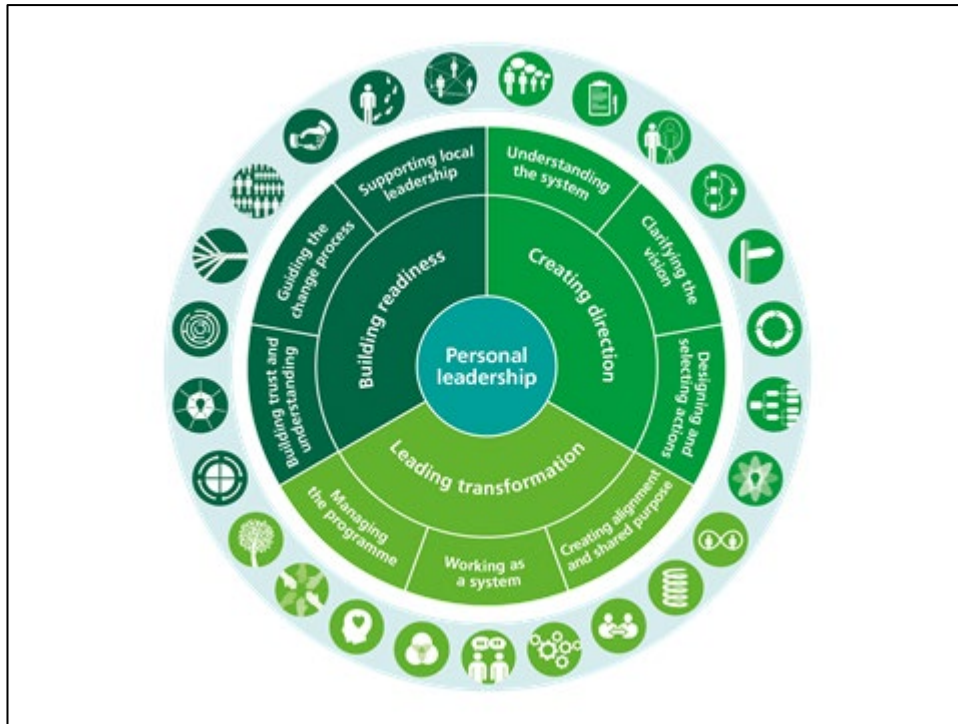 Personal
leadership
Creating direction
Understanding
the system
Clarifying the
vision
Designing and
selecting actions
Leading transformation
Creating alignment
and shared purpose
Working as
a system
Managing
the programme
Building readiness
Building trust and
understanding
Guiding the
change process
Supporting local
leadership